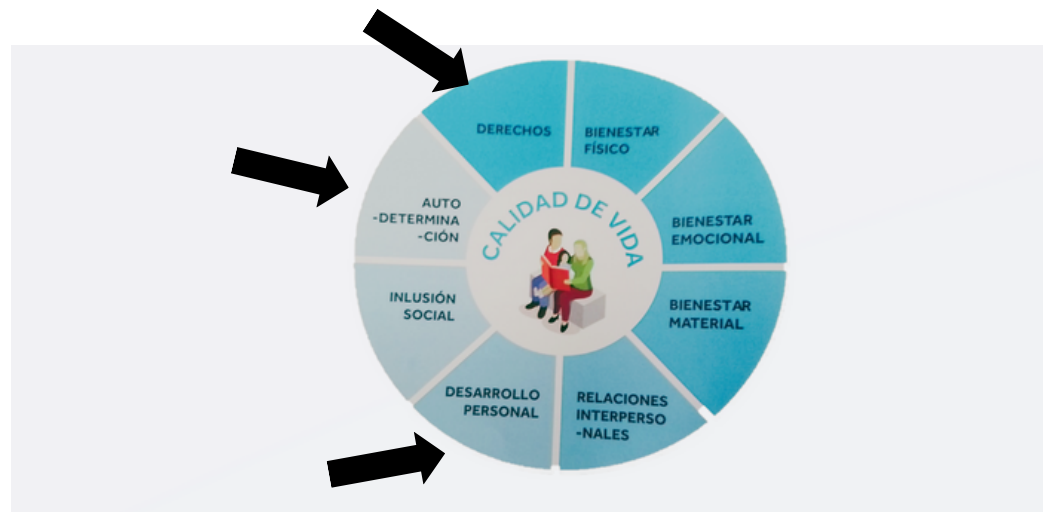 DERECHOS
BIENESTAR
FÍSICO
BIENESTAR
EMOCIONAL
BIENESTAR
MATERIAL
RELACIONES
INTERPERSO
-NALES
DESARROLLO
PERSONAL
INLUSIÓN
SOCIAL
AUTO
-DETERMINA
-CIÓN
CALIDAD DE VIDA